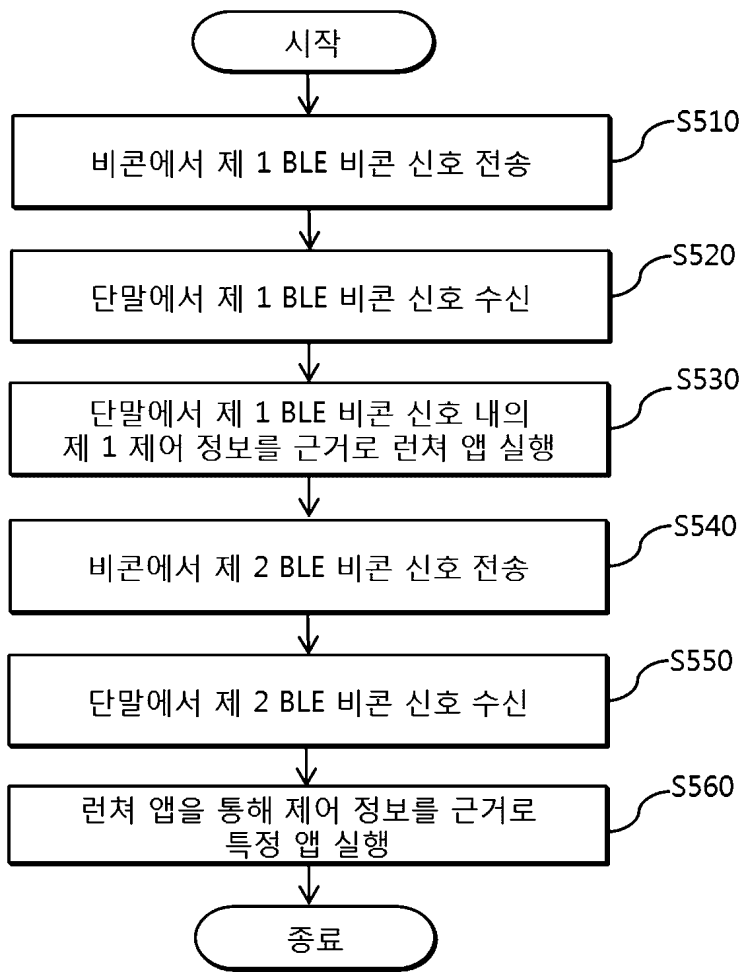 시작
S510
비콘에서 제 1 BLE 비콘 신호 전송
S520
단말에서 제 1 BLE 비콘 신호 수신
S530
단말에서 제 1 BLE 비콘 신호 내의
제 1 제어 정보를 근거로 런쳐 앱 실행
S540
비콘에서 제 2 BLE 비콘 신호 전송
S550
단말에서 제 2 BLE 비콘 신호 수신
S560
런쳐 앱을 통해 제어 정보를 근거로
특정 앱 실행
종료